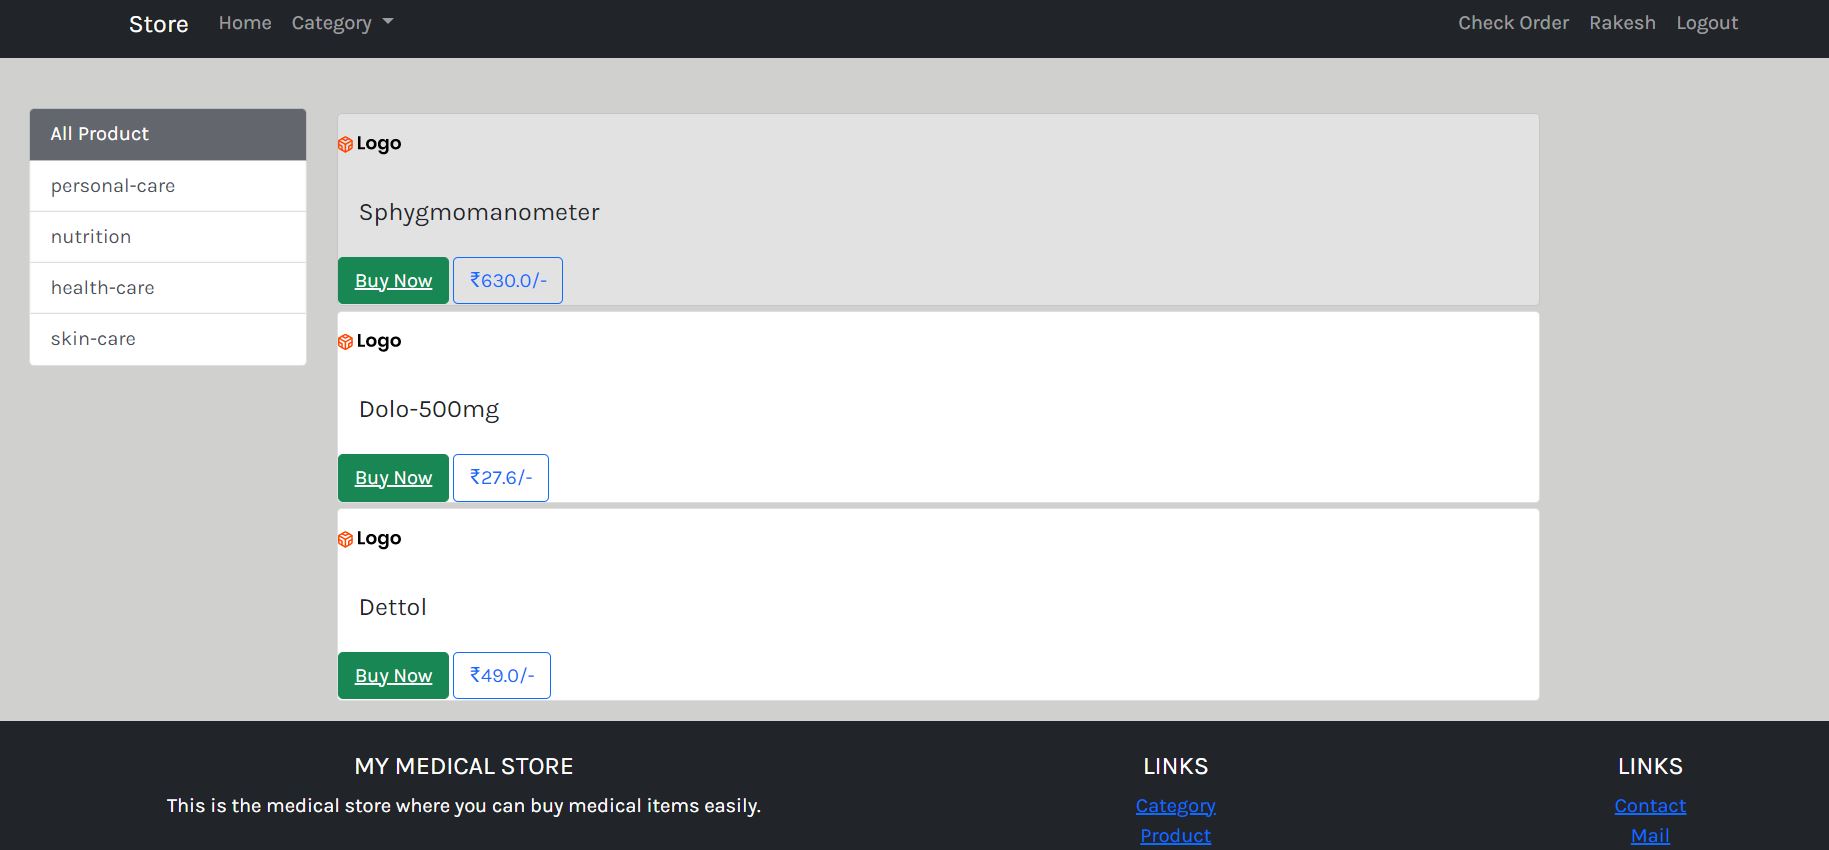 Store Home Category Check Order Rakesh Logout
All Product
personal-care
nutrition
health-care
skin-care
Logo
Sphygmomanometer
Buy Now ₹630.0/-
Logo
Dolo-500mg
Buy Now ₹27.6/-
Logo
Dettol
Buy Now ₹49.0/-
MY MEDICAL STORE
This is the medical store where you can buy medical items easily.
LINKS
Category
Product
LINKS
Contact
Mail